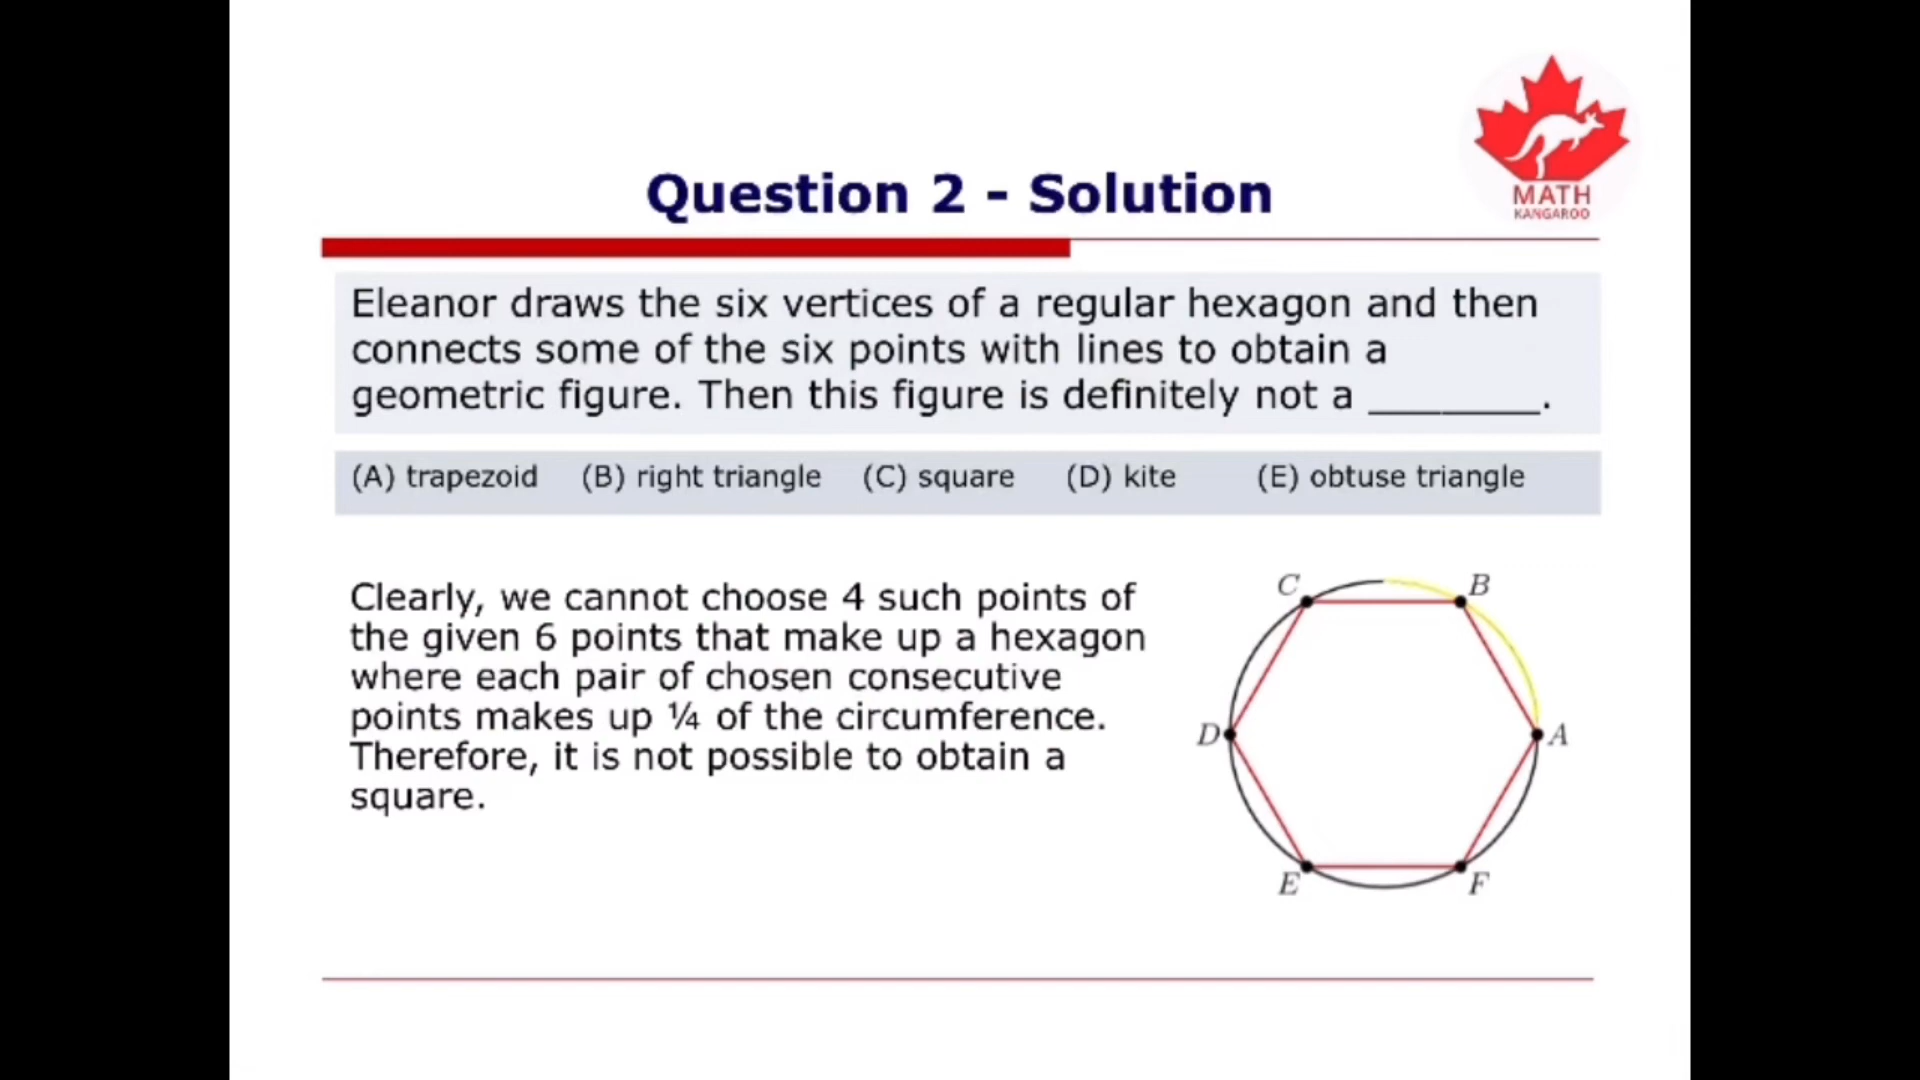 MATH
KANGAROO
Question 2 - Solution
Eleanor draws the six vertices of a regular hexagon and then
connects some of the six points with lines to obtain a
geometric figure. Then this figure is definitely not a ________.
(A) trapezoid (B) right triangle (C) square (D) kite (E) obtuse triangle
Clearly, we cannot choose 4 such points of
the given 6 points that make up a hexagon
where each pair of chosen consecutive
points makes up ¼ of the circumference.
Therefore, it is not possible to obtain a
square.
C B
D A
E F